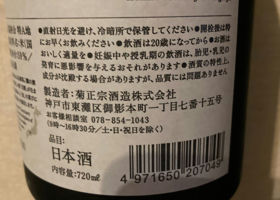 ●直射日光を避け、冷暗所で保管してください●開栓後は特
にお早くお飲みください●飲酒は20歳になってから●お酒は
おいしく適量を●妊娠中や授乳期の飲酒は、胎児・乳児の
発育に悪影響を与えるおそれがあります●酒質の特性上、
成分が沈殿する場合がありますが、品質には問題ありません
製造者：菊正宗酒造株式会社
神戸市東灘区御影本町一丁目七番十五号
お客様相談室 078-854-1043
(9～16時30分／土・日・祝日を除く)
品目：
日本酒
内容量：720㎖
4 971650 207049